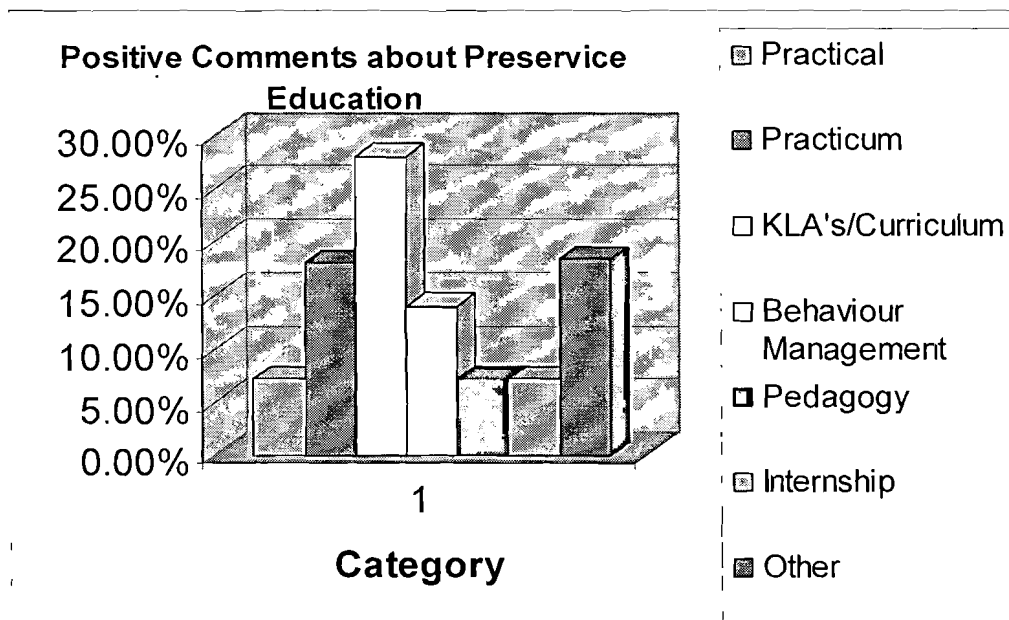 Positive Comments about Preservice
Education
30.00%
25.00%
20.00%
15.00%
10.00%
5.00%
0.00%
1
Category
Practical
Practicum
KLA's/Curriculum
Behaviour
Management
Pedagogy
Internship
Other